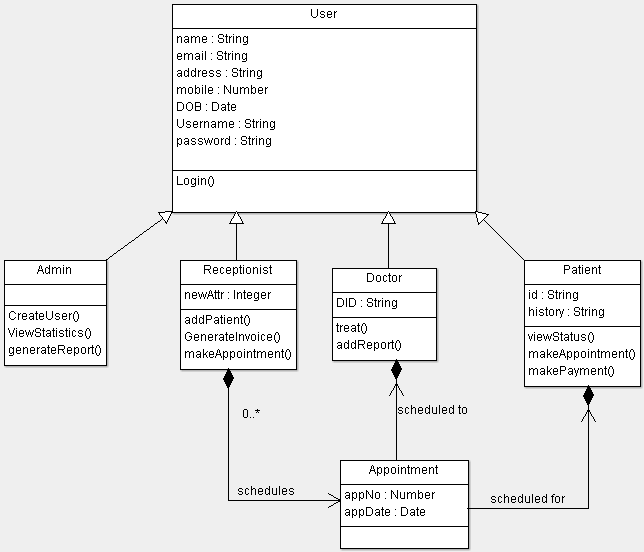 User
name : String
email : String
address : String
mobile : Number
DOB : Date
Username : String
password : String
Login()
Admin
CreateUser()
ViewStatistics()
generateReport()
Receptionist
newAttr : Integer
addPatient()
GenerateInvoice()
makeAppointment()
Doctor
DID : String
treat()
addReport()
Patient
id : String
history : String
viewStatus()
makeAppointment()
makePayment()
0..*
scheduled to
schedules
scheduled for
Appointment
appNo : Number
appDate : Date